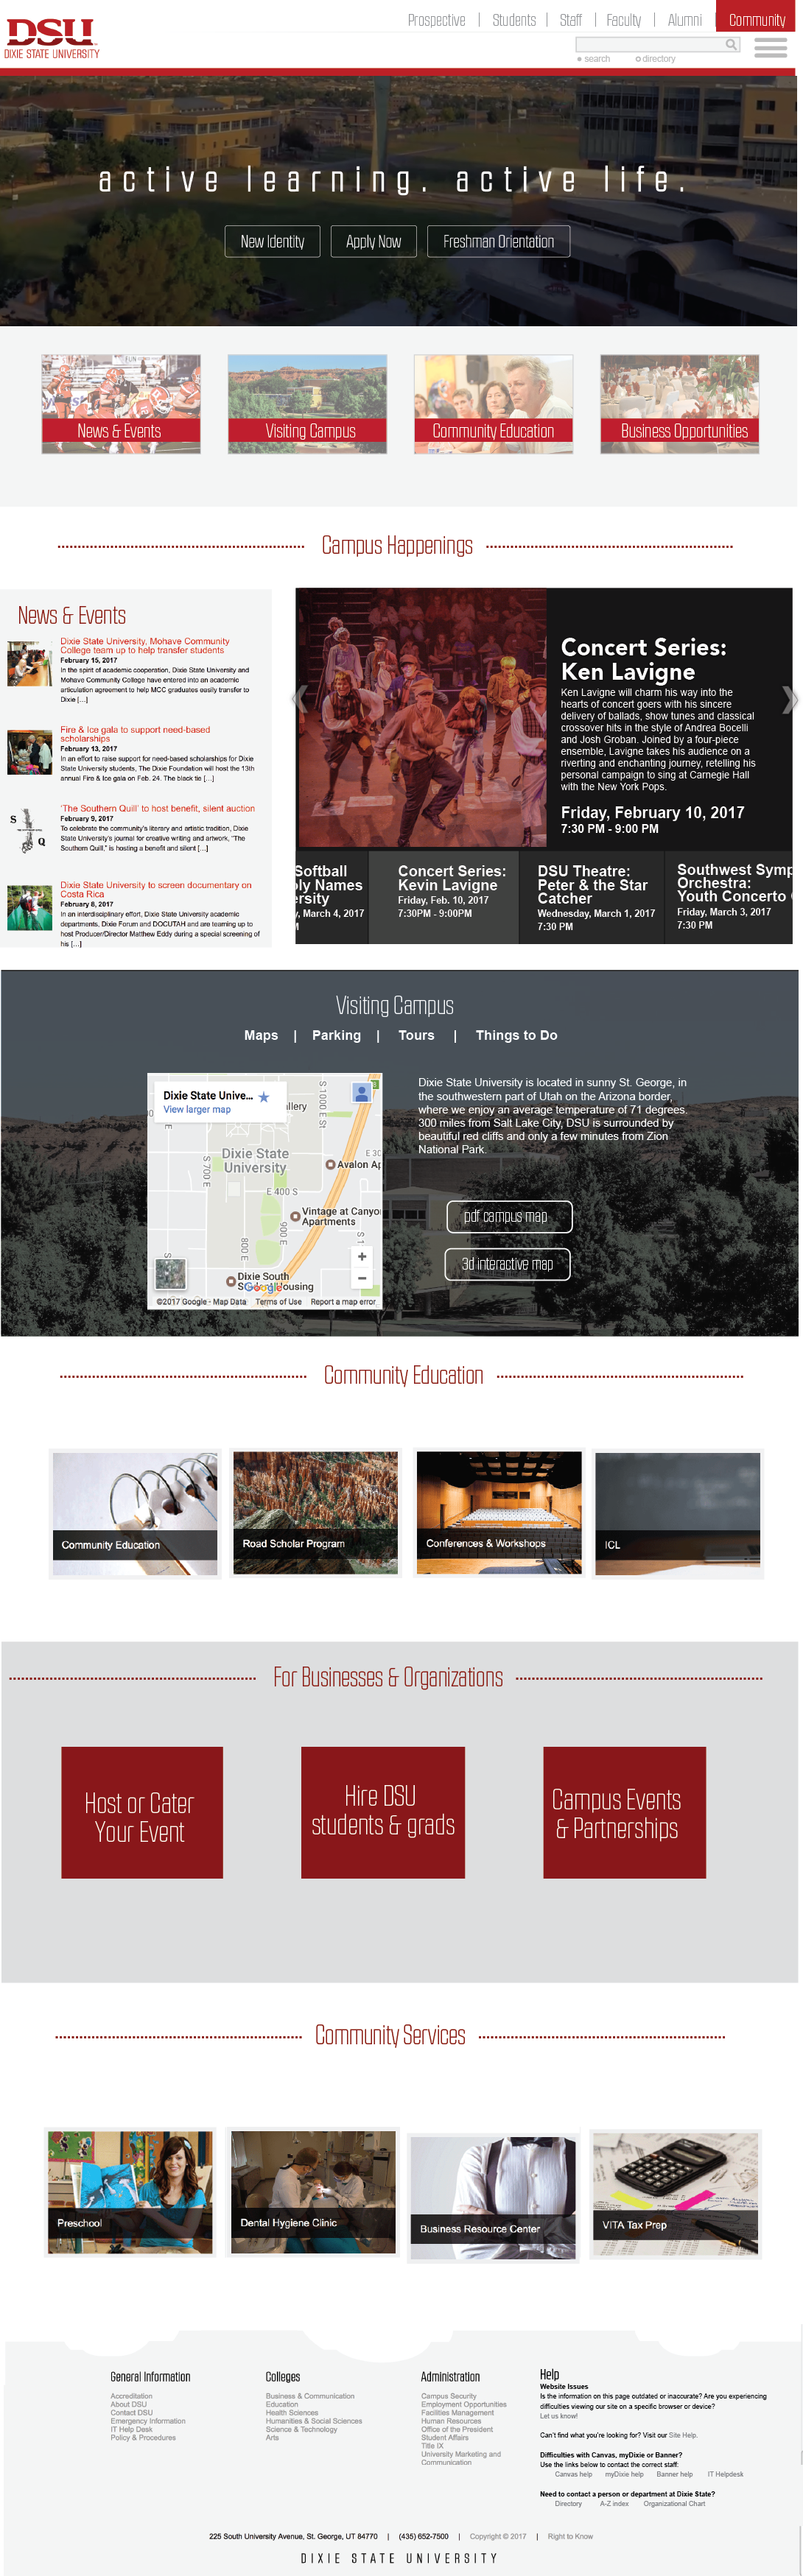 Prospective | Students | Staff | Faculty | Alumni | Community
DSU
DIXIE STATE UNIVERSITY
search directory
active learning. active life.
New Identity Apply Now Freshman Orientation
News & Events Visiting Campus Community Education Business Opportunities
Campus Happenings
News & Events
Dixie State University, Mohave Community
College team up to help transfer students
February 15, 2017
In the spirit of academic cooperation, Dixie State University and
Mohave Community College have entered into an academic
articulation agreement to help MCC graduates easily transfer to
Dixie [...]
Fire & Ice gala to support need-based
scholarships
February 13, 2017
In an effort to raise support for need-based scholarships for Dixie
State University students, The Dixie Foundation will host the 13th
annual Fire & Ice gala on Feb. 24. The black tie [...]
S
Q
'The Southern Quill' to host benefit, silent auction
February 9, 2017
To celebrate the community's literary and artistic tradition, Dixie
State University's journal for creative writing and artwork, "The
Southern Quill," is hosting a benefit and silent [...]
Dixie State University to screen documentary on
Costa Rica
February 8, 2017
In an interdisciplinary effort, Dixie State University academic
departments, Dixie Forum and DOCUTAH and are teaming up to
host Producer/Director Matthew Eddy during a special screening of
his [...]
Concert Series:
Ken Lavigne
Ken Lavigne will charm his way into the
hearts of concert goers with his sincere
delivery of ballads, show tunes and classical
crossover hits in the style of Andrea Bocelli
and Josh Groban. Joined by a four-piece
ensemble, Lavigne takes his audience on a
riverting and enchanting journey, retelling his
personal campaign to sing at Carnegie Hall
with the New York Pops.
Friday, February 10, 2017
7:30 PM - 9:00 PM
Softball
ly Names
ersity
, March 4, 2017
M
Concert Series:
Kevin Lavigne
Friday, Feb. 10, 2017
7:30PM - 9:00PM
DSU Theatre:
Peter & the Star
Catcher
Wednesday, March 1, 2017
7:30 PM
Southwest Symp
Orchestra:
Youth Concerto
Friday, March 3, 2017
7:30 PM
Visiting Campus
Maps | Parking | Tours | Things to Do
Dixie State Unive...
View larger map
llery
S 1000 E St
Dixie State
University
S 700 E
E 30
Avalon Ap
E 400 S
Vintage at Canyo
Apartments
900 E
800 E
Dixie South
Housing
Google
©2017 Google - Map Data Terms of Use Report a map error
Dixie State University is located in sunny St. George, in
the southwestern part of Utah on the Arizona border,
where we enjoy an average temperature of 71 degrees.
300 miles from Salt Lake City, DSU is surrounded by
beautiful red cliffs and only a few minutes from Zion
National Park.
pdf campus map
3d interactive map
Community Education
Community Education Road Scholar Program Conferences & Workshops ICL
For Businesses & Organizations
Host or Cater
Your Event
Hire DSU
students & grads
Campus Events
& Partnerships
Community Services
Preschool Dental Hygiene Clinic Business Resource Center VITA Tax Prep
General Information
Accreditation
About DSU
Contact DSU
Emergency Information
IT Help Desk
Policy & Procedures
Colleges
Business & Communication
Education
Health Sciences
Humanities & Social Sciences
Science & Technology
Arts
Administration
Campus Security
Employment Opportunities
Facilities Management
Human Resources
Office of the President
Student Affairs
Title IX
University Marketing and
Communication
Help
Website Issues
Is the information on this page outdated or inaccurate? Are you experiencing
difficulties viewing our site on a specific browser or device?
Let us know!
Can't find what you're looking for? Visit our Site Help.
Difficulties with Canvas, myDixie or Banner?
Use the links below to contact the correct staff:
Canvas help myDixie help Banner help IT Helpdesk
Need to contact a person or department at Dixie State?
Directory A-Z index Organizational Chart
225 South University Avenue, St. George, UT 84770 | (435) 652-7500 | Copyright © 2017 | Right to Know
DIXIE STATE UNIVERSITY